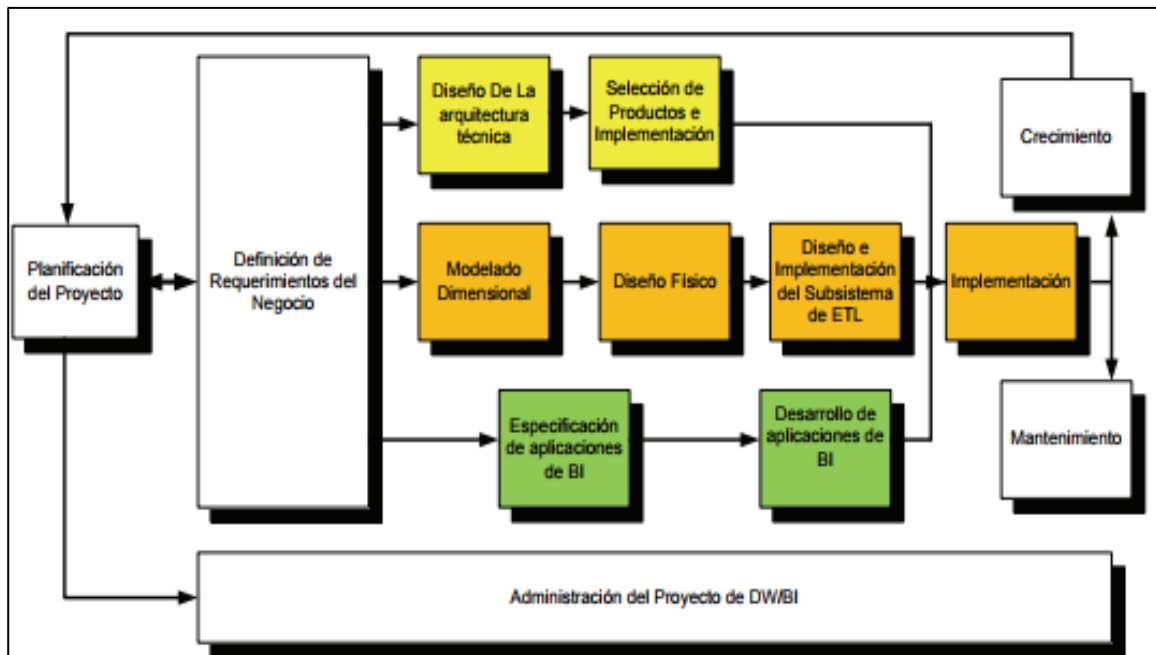 Planificación
del Proyecto
Definición de
Requerimientos del
Negocio
Diseño De La
arquitectura
técnica
Selección de
Productos e
Implementación
Modelado
Dimensional
Diseño Físico
Diseño e
Implementación
del Subsistema
de ETL
Implementación
Especificación
de aplicaciones
de BI
Desarrollo de
aplicaciones de
BI
Crecimiento
Mantenimiento
Administración del Proyecto de DW/BI